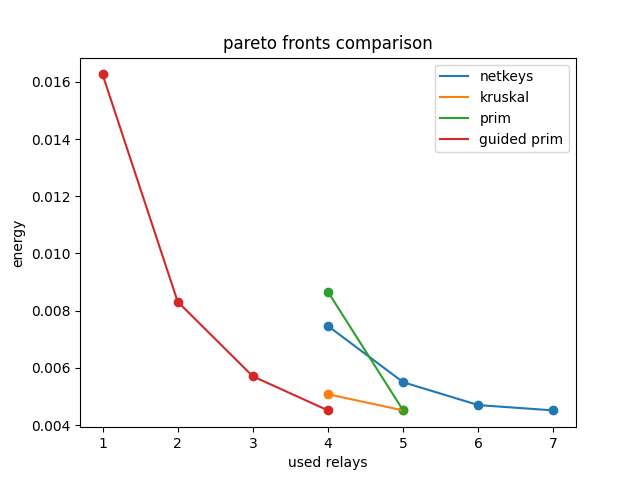 pareto fronts comparison
netkeys
kruskal
prim
guided prim
0.016
0.014
0.012
0.010
0.008
0.006
0.004
energy
1 2 3 4 5 6 7
used relays